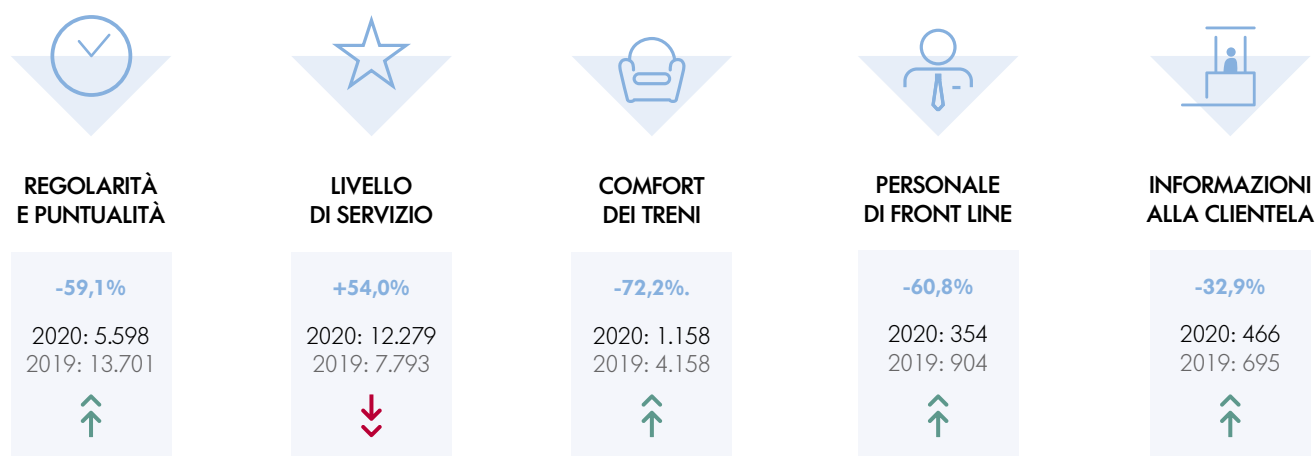 REGOLARITÀ
E PUNTUALITÀ
-59,1%
2020: 5.598
2019: 13.701
LIVELLO
DI SERVIZIO
+54,0%
2020: 12.279
2019: 7.793
COMFORT
DEI TRENI
-72,2%.
2020: 1.158
2019: 4.158
PERSONALE
DI FRONT LINE
-60,8%
2020: 354
2019: 904
INFORMAZIONI
ALLA CLIENTELA
-32,9%
2020: 466
2019: 695